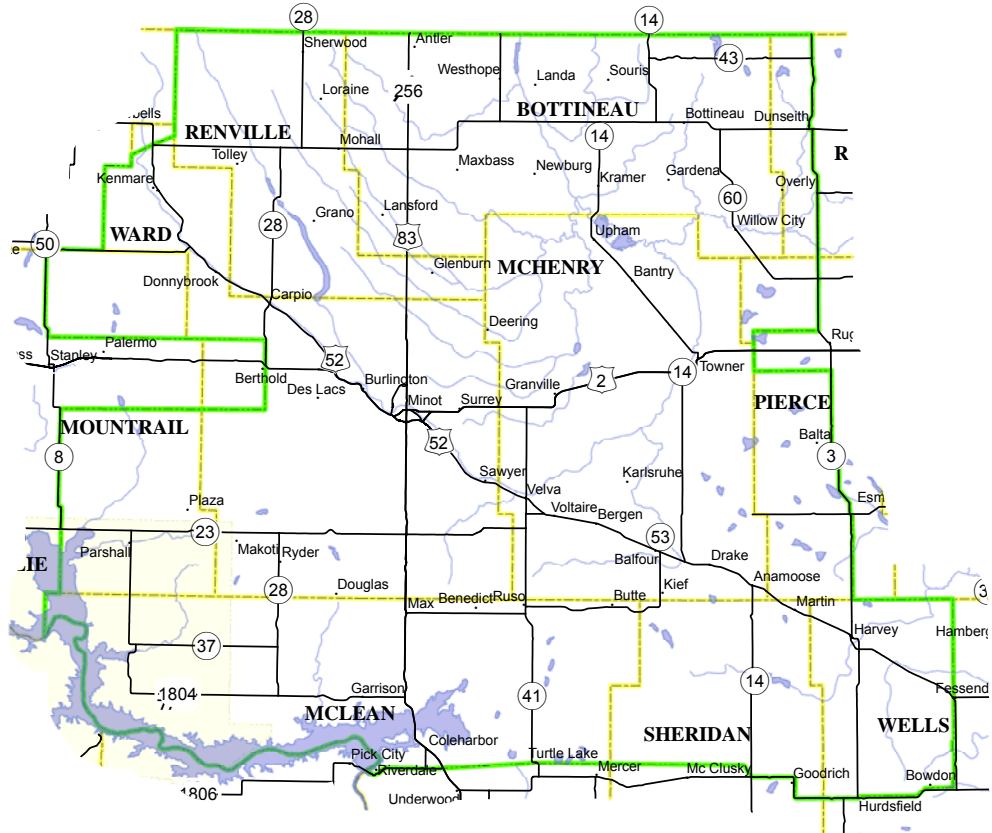 28
14
Sherwood
Antler
43
Westhope
Landa
Souris
Loraine
256
BOTTINEAU
Bottineau
Dunseith
RENVILLE
14
Mohall
Tolley
Maxbass
Newburg
Gardena
R
Kenmare
Kramer
Overly
Lansford
60
Grano
28
Willow City
WARD
83
Upham
50
Glenburn
MCHENRY
Bantry
Donnybrook
Carpio
Deering
Palermo
52
Stanley
Towner
Berthold
Burlington
Granville
2
14
Des Lacs
Minot
Surrey
PIERCE
MOUNTRAIL
52
Balta
8
3
Sawyer
Karlsruhe
Velva
Plaza
Voltaire
Bergen
23
53
Parshall
Makoti
Ryder
Balfour
Drake
Douglas
Anamoose
28
Kief
Max
Benedict
Ruso
Butte
Martin
Harvey
37
1804
Garrison
41
14
MCLEAN
SHERIDAN
WELLS
Coleharbor
Pick City
Turtle Lake
Riverdale
Mercer
Mc Clusky
Goodrich
Bowdon
1806
Underwood
Hurdsfield